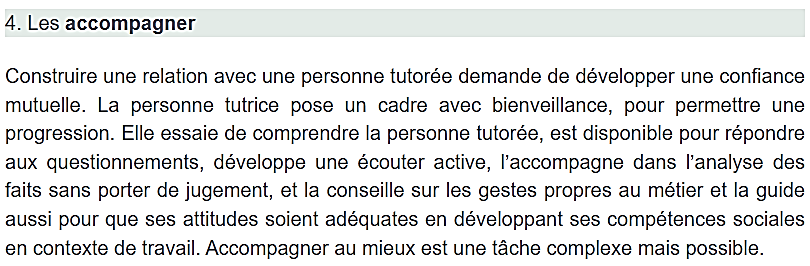 4. Les accompagner
Construire une relation avec une personne tutorée demande de développer une confiance
mutuelle. La personne tutrice pose un cadre avec bienveillance, pour permettre une
progression. Elle essaie de comprendre la personne tutorée, est disponible pour répondre
aux questionnements, développe une écouter active, l’accompagne dans l’analyse des
faits sans porter de jugement, et la conseille sur les gestes propres au métier et la guide
aussi pour que ses attitudes soient adéquates en développant ses compétences sociales
en contexte de travail. Accompagner au mieux est une tâche complexe mais possible.